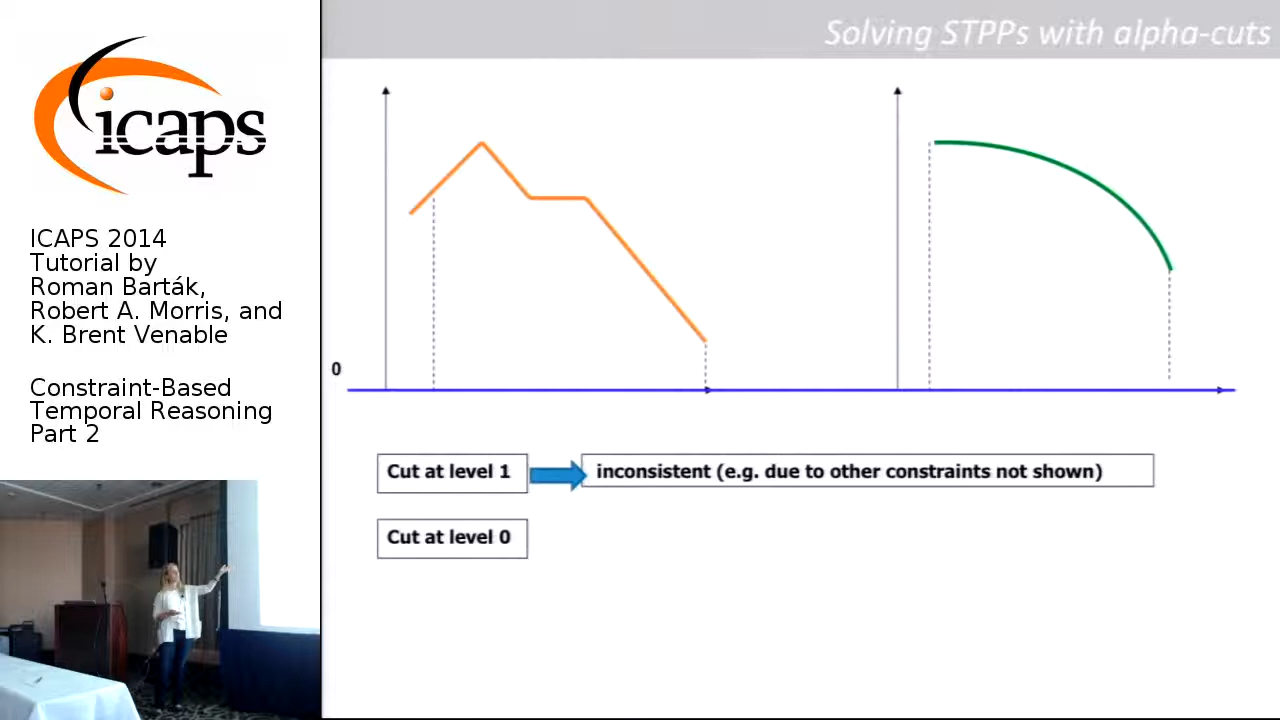 Solving STPPs with alpha-cuts
icaps
ICAPS 2014
Tutorial by
Roman Barták,
Robert A. Morris, and
K. Brent Venable
Constraint-Based
Temporal Reasoning
Part 2
0
Cut at level 1
inconsistent (e.g. due to other constraints not shown)
Cut at level 0